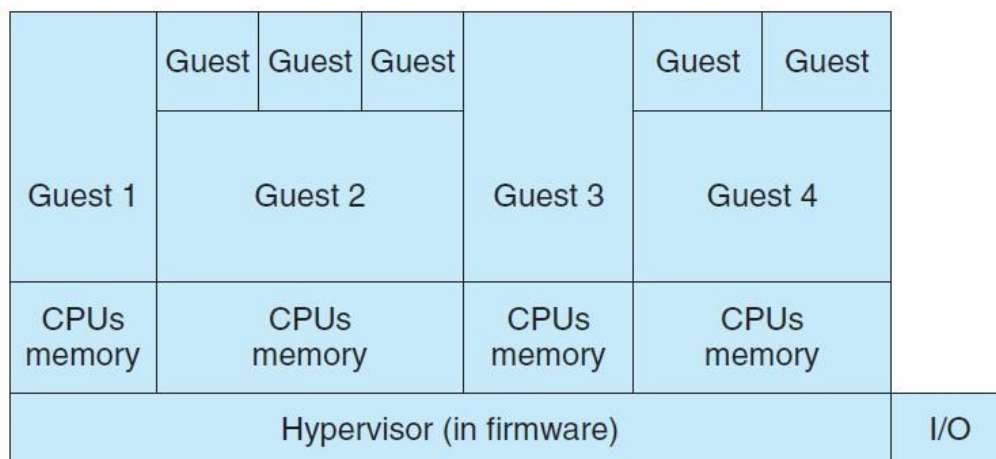 Guest Guest Guest Guest Guest
Guest 1 Guest 2 Guest 3 Guest 4
CPUs CPUs CPUs CPUs
memory memory memory memory
Hypervisor (in firmware) I/O